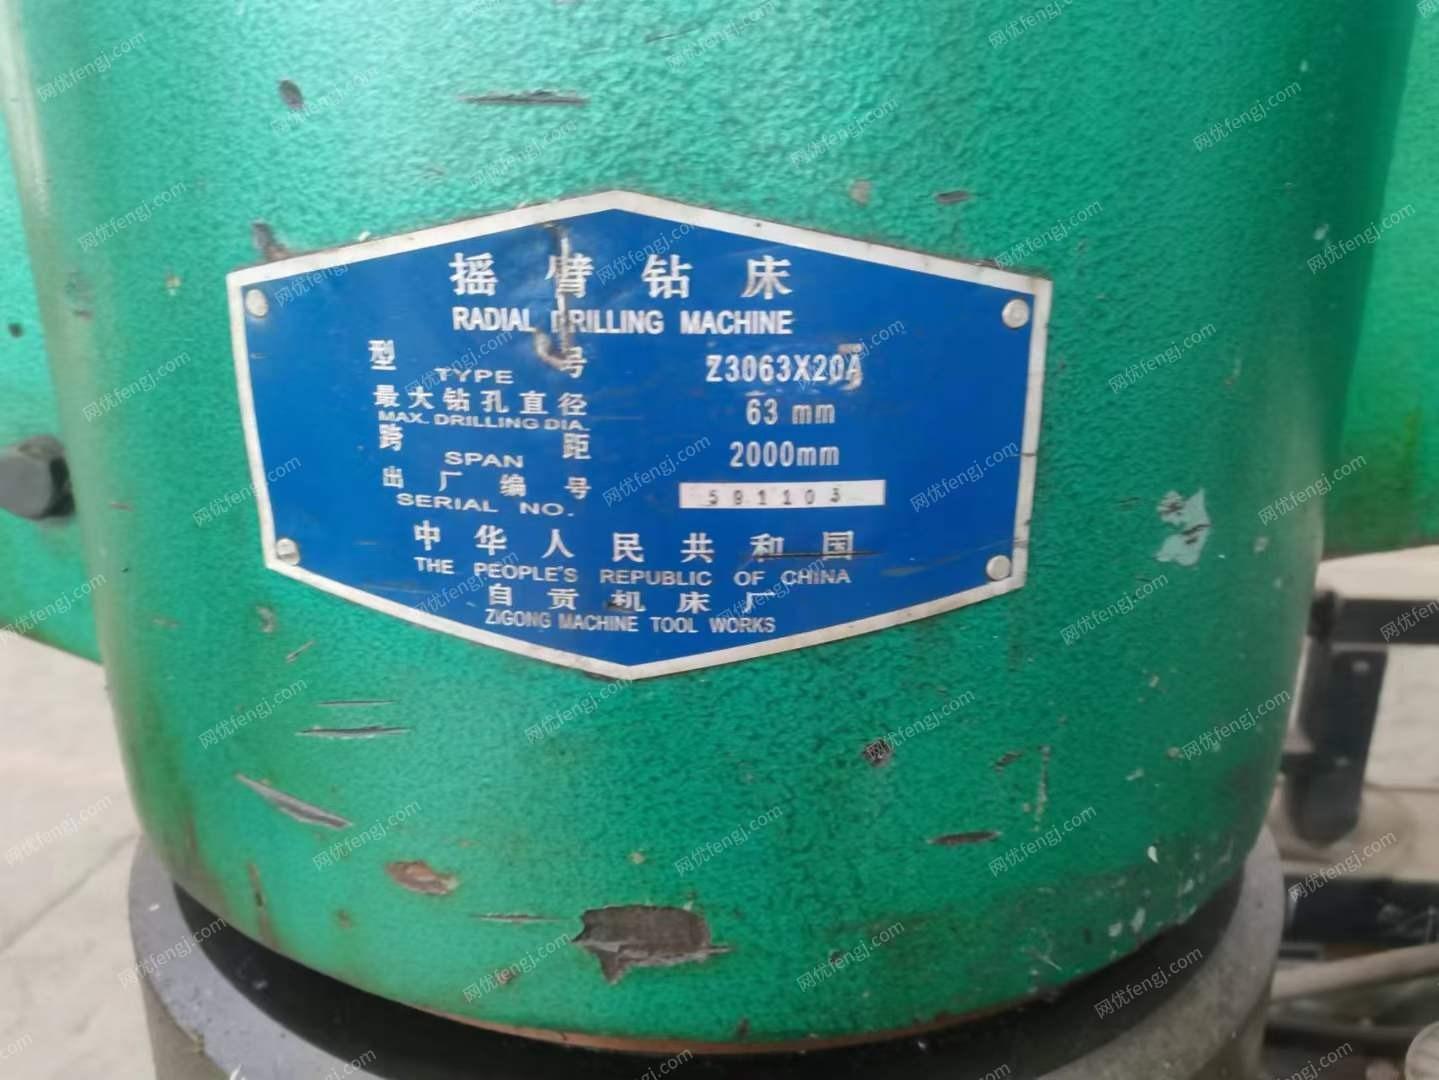 摇臂钻床
RADIAL DRILLING MACHINE
型号 Z3063X20A
TYPE
最大钻孔直径 63 mm
MAX. DRILLING DIA.
跨距 2000mm
SPAN
出厂编号 591103
SERIAL NO.
中华人民共和国
THE PEOPLE'S REPUBLIC OF CHINA
自贡机床厂
ZIGONG MACHINE TOOL WORKS
网优fengj.com